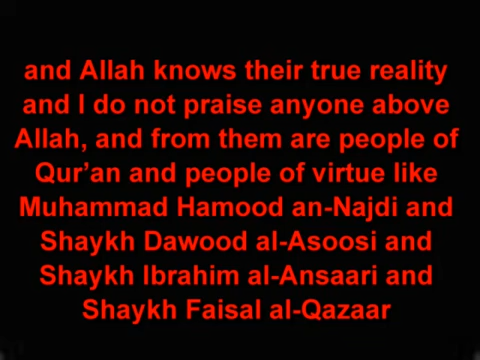 and Allah knows their true reality
and I do not praise anyone above
Allah, and from them are people of
Qur’an and people of virtue like
Muhammad Hamood an-Najdi and
Shaykh Dawood al-Asoosi and
Shaykh Ibrahim al-Ansaari and
Shaykh Faisal al-Qazaar